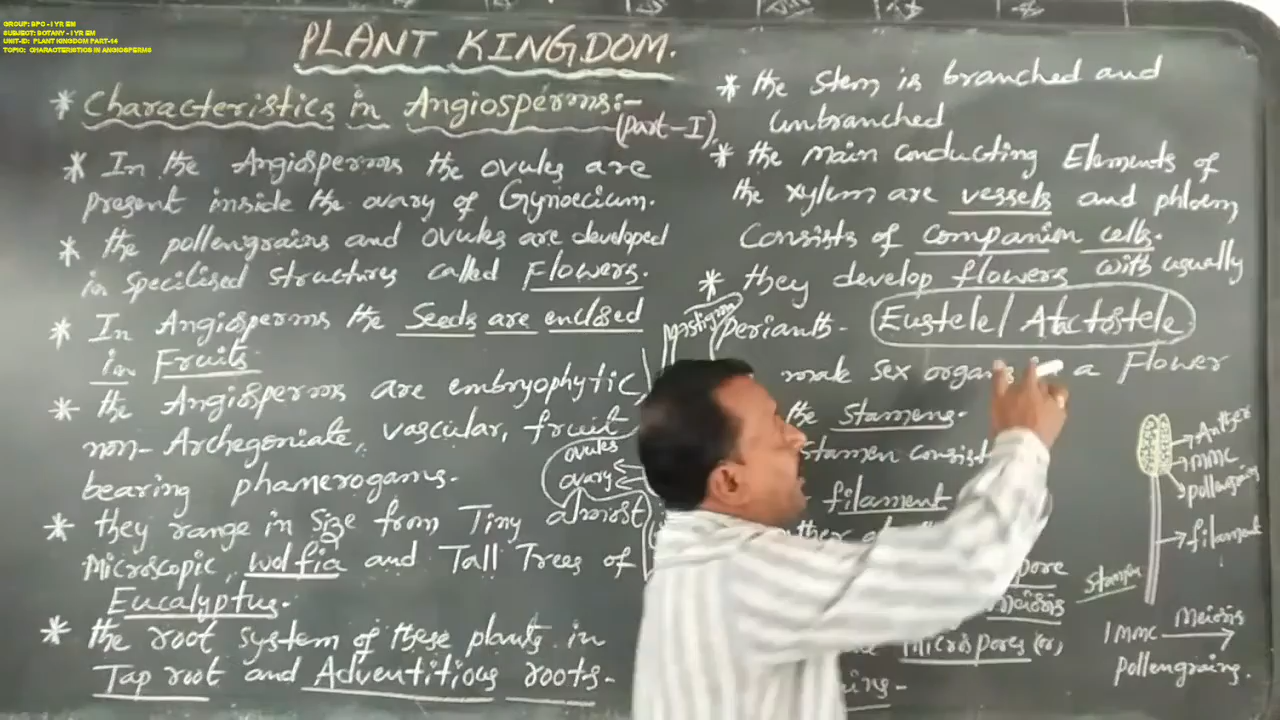 GROUP: BPC - I YR EM
SUBJECT: BOTANY - I YR EM
UNIT-ID: PLANT KINGDOM PART-14
TOPIC: CHARACTERISTICS IN ANGIOSPERMS
PLANT KINGDOM.
* Characteristics in Angiosperms:-
(Part-I)
* In the Angiosperms the ovules are
present inside the ovary of Gynoecium.
* the pollengrains and ovules are developed
in specilised structures called Flowers.
* In Angiosperms the Seeds are enclosed
in Fruits.
* the Angiosperms are embryophytic,
non-Archegoniate, vascular, fruit
bearing phanerogams.
* they range in Size from Tiny almost
Microscopic, Wolfia and Tall Trees of
Eucalyptus.
* the root system of these plants in
Tap root and Adventitious roots.
ovules
ovary
* the Stem is branched and
unbranched
* the main conducting Elements of
the xylem are vessels and phloem
Consists of companion cells.
* they develop flowers with usually
perianth. Eustele/Atactostele
male sex organs a Flower
the stamens.
stamen consist
filament
pore
meiosis
Microspores (or)
Anther
MMC
pollengrains
filament
stamen
1 MMC Meiosis
pollengrains.